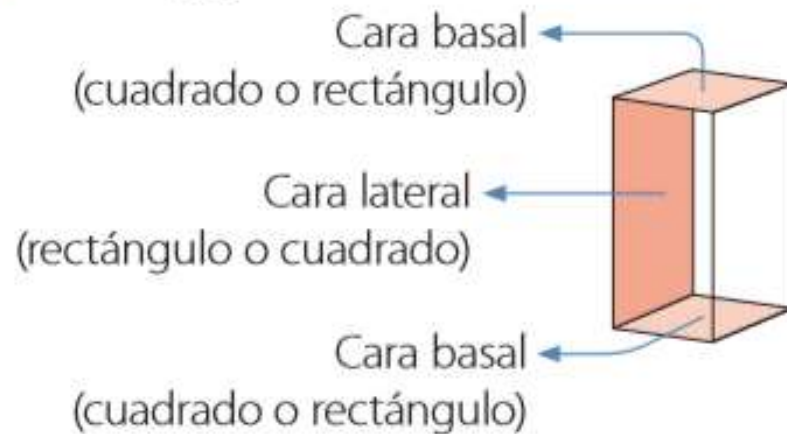 Cara basal
(cuadrado o rectángulo)
Cara lateral
(rectángulo o cuadrado)
Cara basal
(cuadrado o rectángulo)